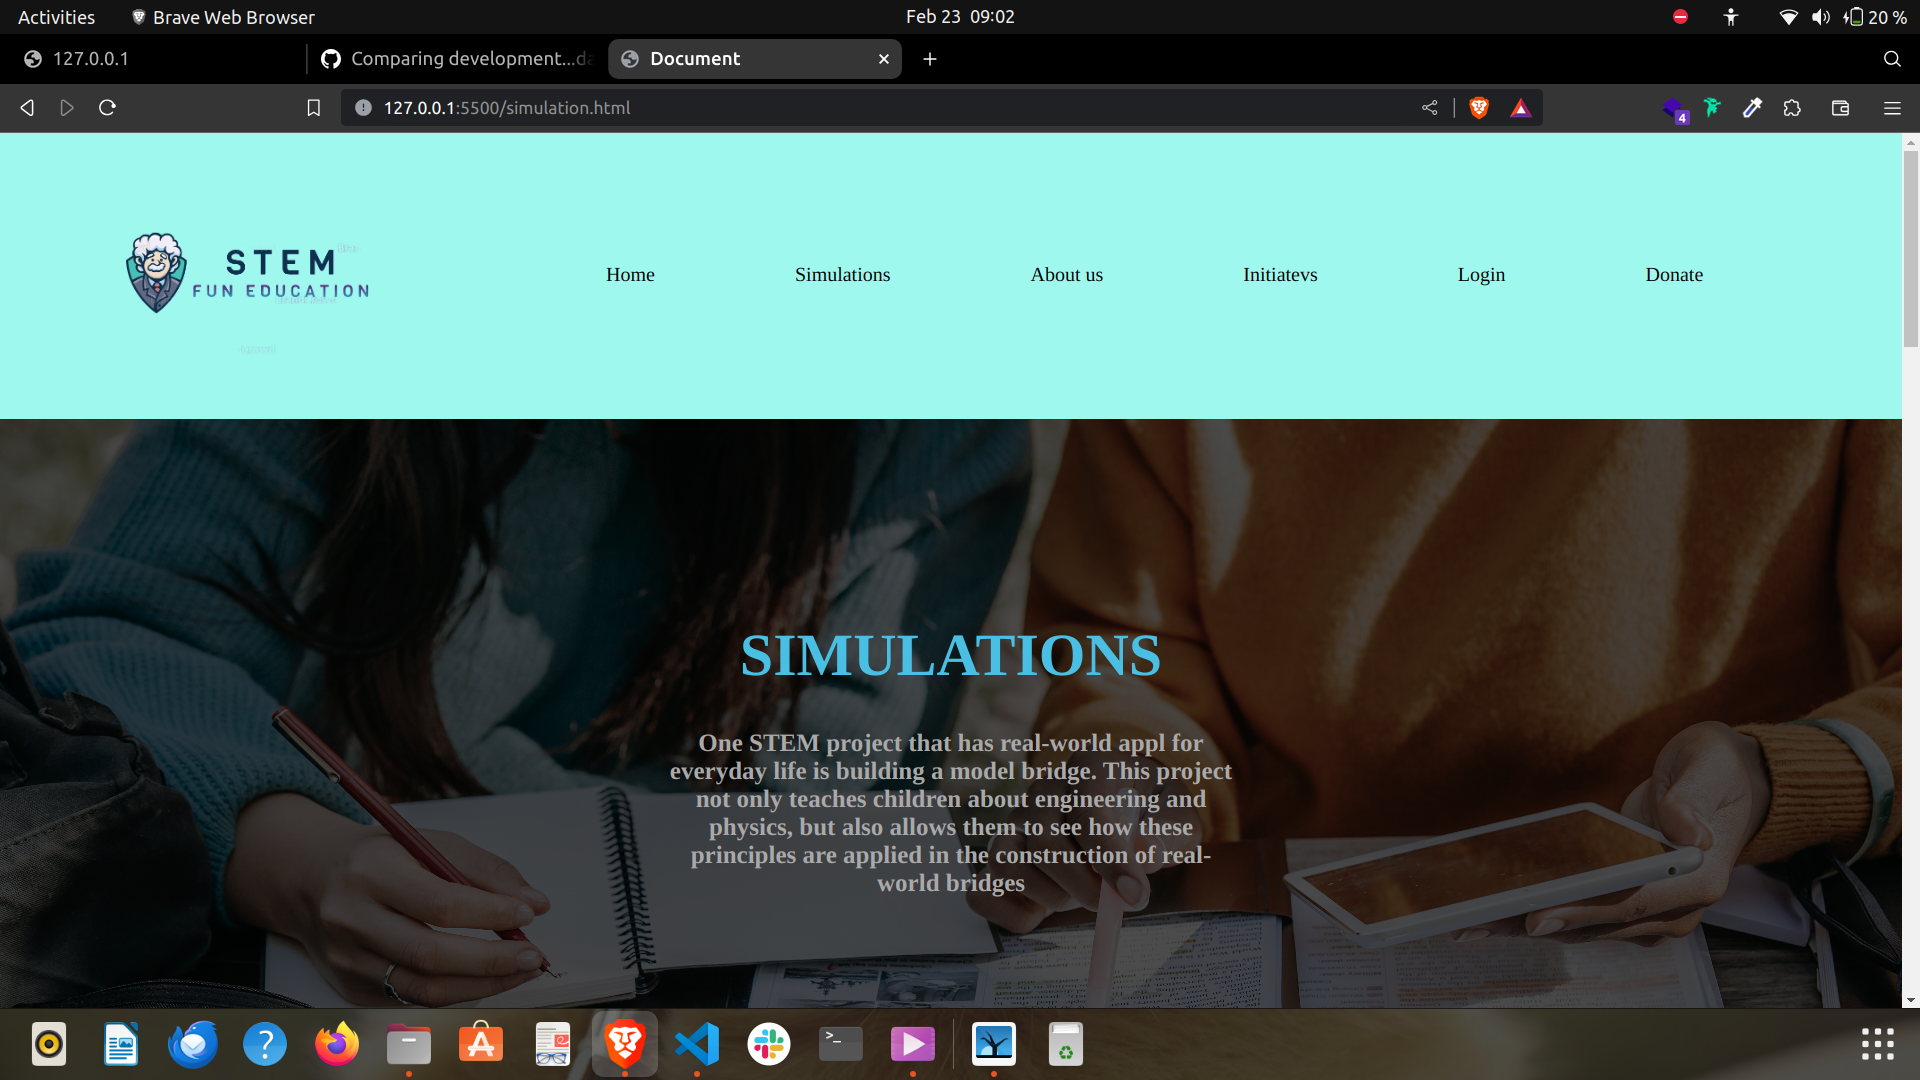 Activities
Brave Web Browser
Feb 23 09:02
20 %
127.0.0.1
Comparing development...da
Document
127.0.0.1:5500/simulation.html
4
STEM
FUN EDUCATION
Home
Simulations
About us
Initiatevs
Login
Donate
SIMULATIONS
One STEM project that has real-world appl for
everyday life is building a model bridge. This project
not only teaches children about engineering and
physics, but also allows them to see how these
principles are applied in the construction of real-
world bridges